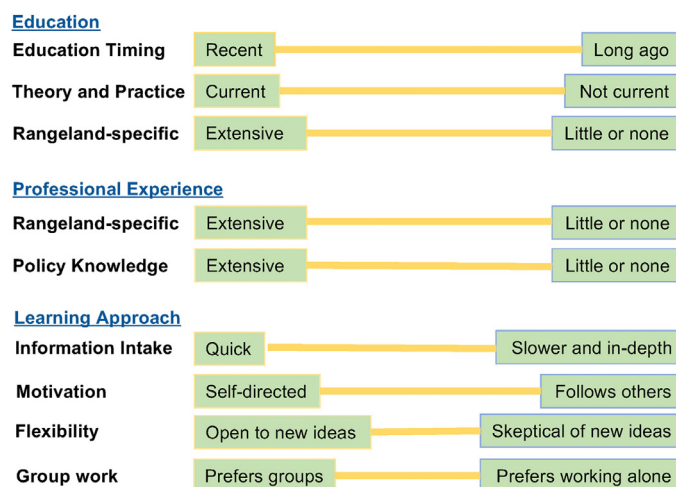 Education
Education Timing Recent Long ago
Theory and Practice Current Not current
Rangeland-specific Extensive Little or none
Professional Experience
Rangeland-specific Extensive Little or none
Policy Knowledge Extensive Little or none
Learning Approach
Information Intake Quick Slower and in-depth
Motivation Self-directed Follows others
Flexibility Open to new ideas Skeptical of new ideas
Group work Prefers groups Prefers working alone